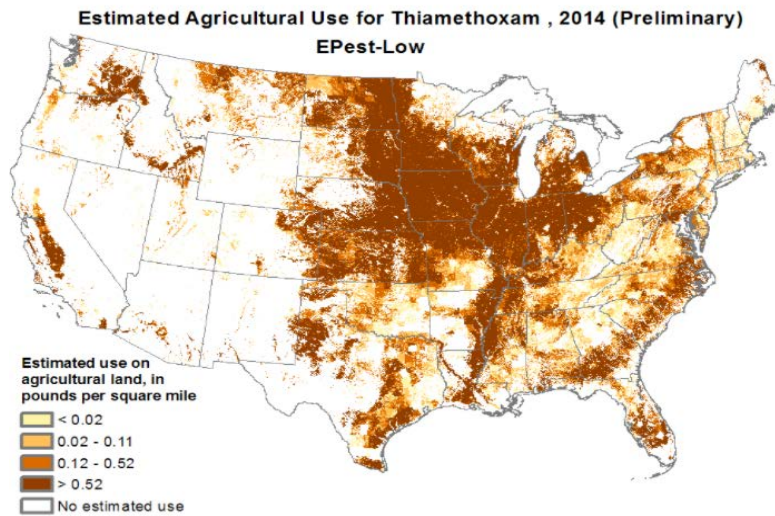 Estimated Agricultural Use for Thiamethoxam , 2014 (Preliminary)
EPest-Low
Estimated use on
agricultural land, in
pounds per square mile
< 0.02
0.02 - 0.11
0.12 - 0.52
> 0.52
No estimated use